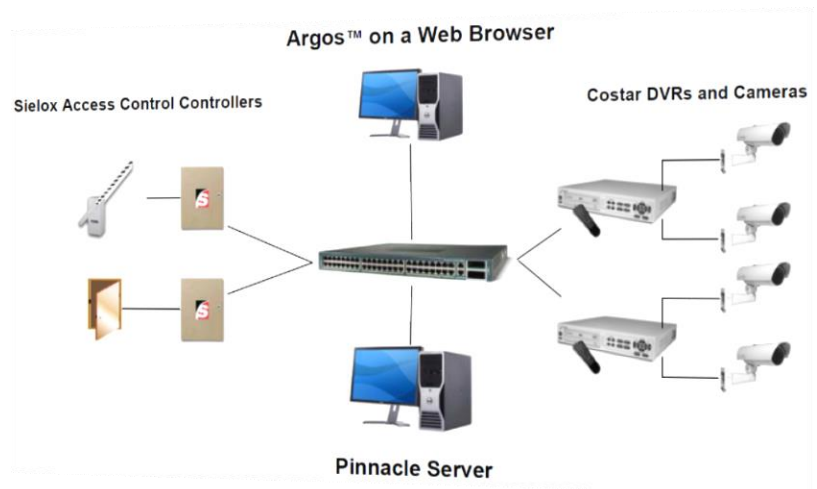 Argos™ on a Web Browser
Sielox Access Control Controllers
Costar DVRs and Cameras
S
S
Pinnacle Server